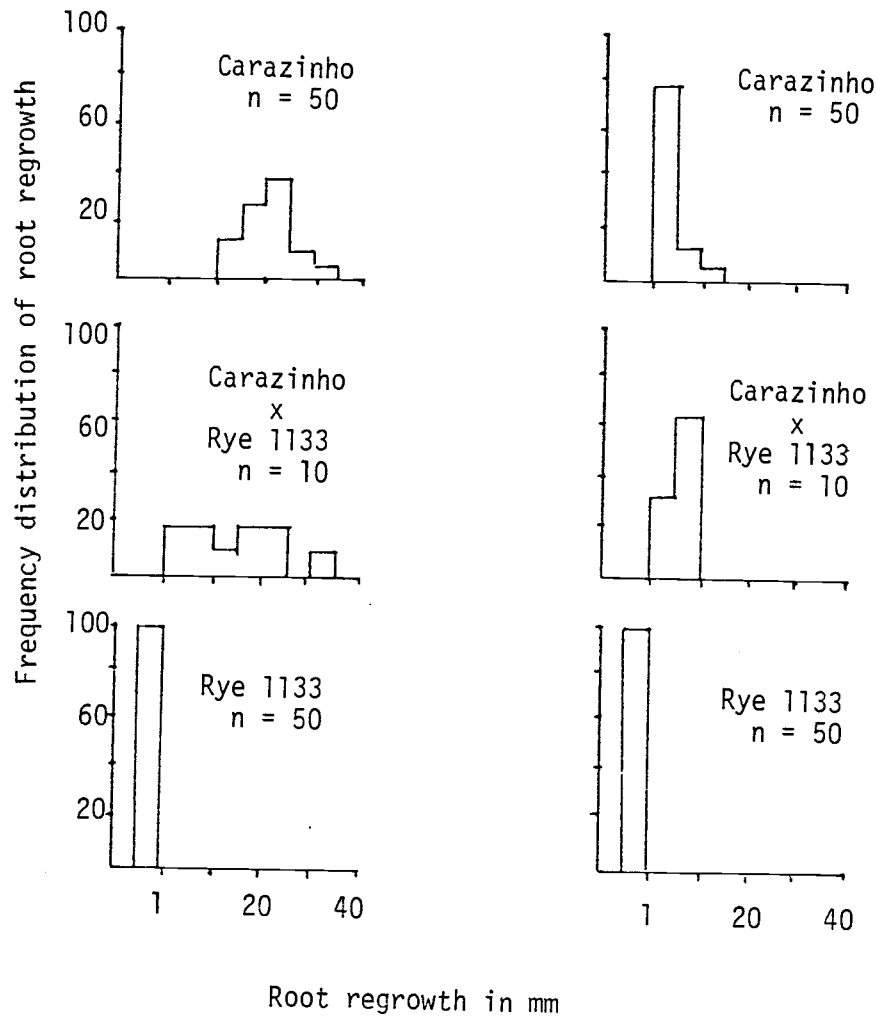 Frequency distribution of root regrowth
100
60
20
Carazinho
n = 50
Carazinho
n = 50
100
60
20
Carazinho
x
Rye 1133
n = 10
Carazinho
x
Rye 1133
n = 10
100
60
20
Rye 1133
n = 50
Rye 1133
n = 50
1 20 40
1 20 40
Root regrowth in mm